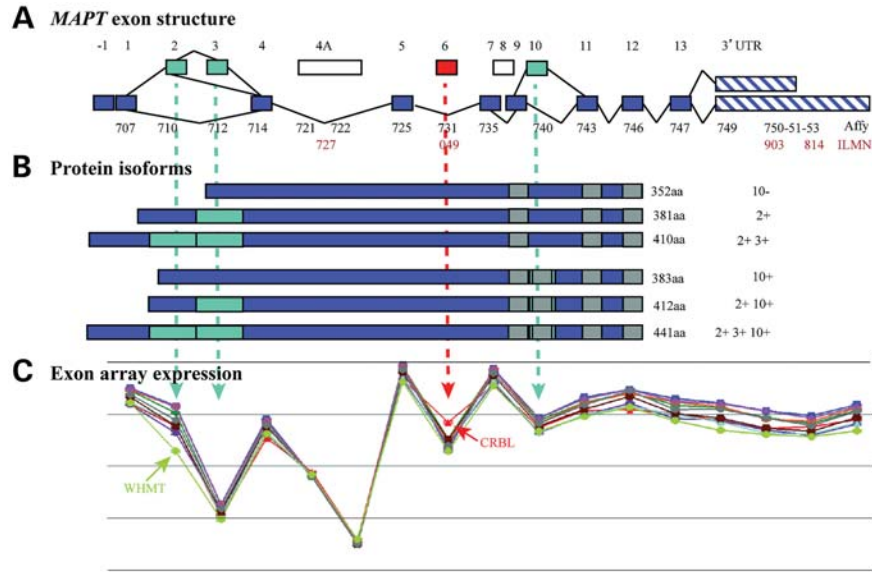 A MAPT exon structure
-1 1 2 3 4 4A 5 6 7 8 9 10 11 12 13 3' UTR
707 710 712 714 721 722 725 731 735 740 743 746 747 749 750-51-53 Affy
727 049 903 814 ILMN
B Protein isoforms
352aa 10-
381aa 2+
410aa 2+ 3+
383aa 10+
412aa 2+ 10+
441aa 2+ 3+ 10+
C Exon array expression
CRBL
WHMT